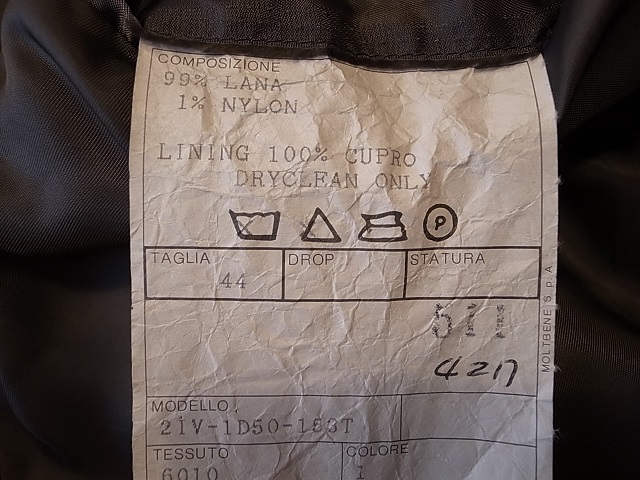 COMPOSIZIONE
99% LANA
1% NYLON
LINING 100% CUPRO
DRYCLEAN ONLY
P
TAGLIA DROP STATURA
44
MOLTBENE S.p.A.
MODELLO
TESSUTO COLORE
6010 1